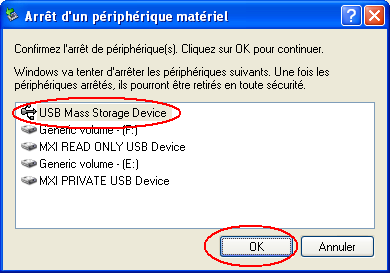 Arrêt d'un périphérique matériel
Confirmez l'arrêt de périphérique(s). Cliquez sur OK pour continuer.
Windows va tenter d'arrêter les périphériques suivants. Une fois les
périphériques arrêtés, ils pourront être retirés en toute sécurité.
USB Mass Storage Device
Generic volume - (F:)
MXI READ ONLY USB Device
Generic volume - (E:)
MXI PRIVATE USB Device
OK
Annuler